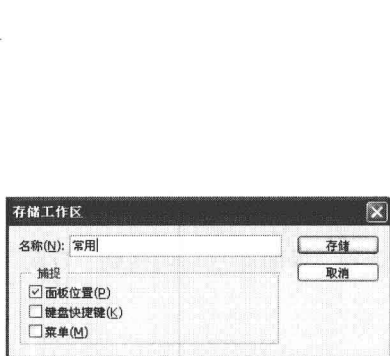 存储工作区
名称(N): 常用
存储
取消
捕捉
面板位置(P)
键盘快捷键(K)
菜单(M)